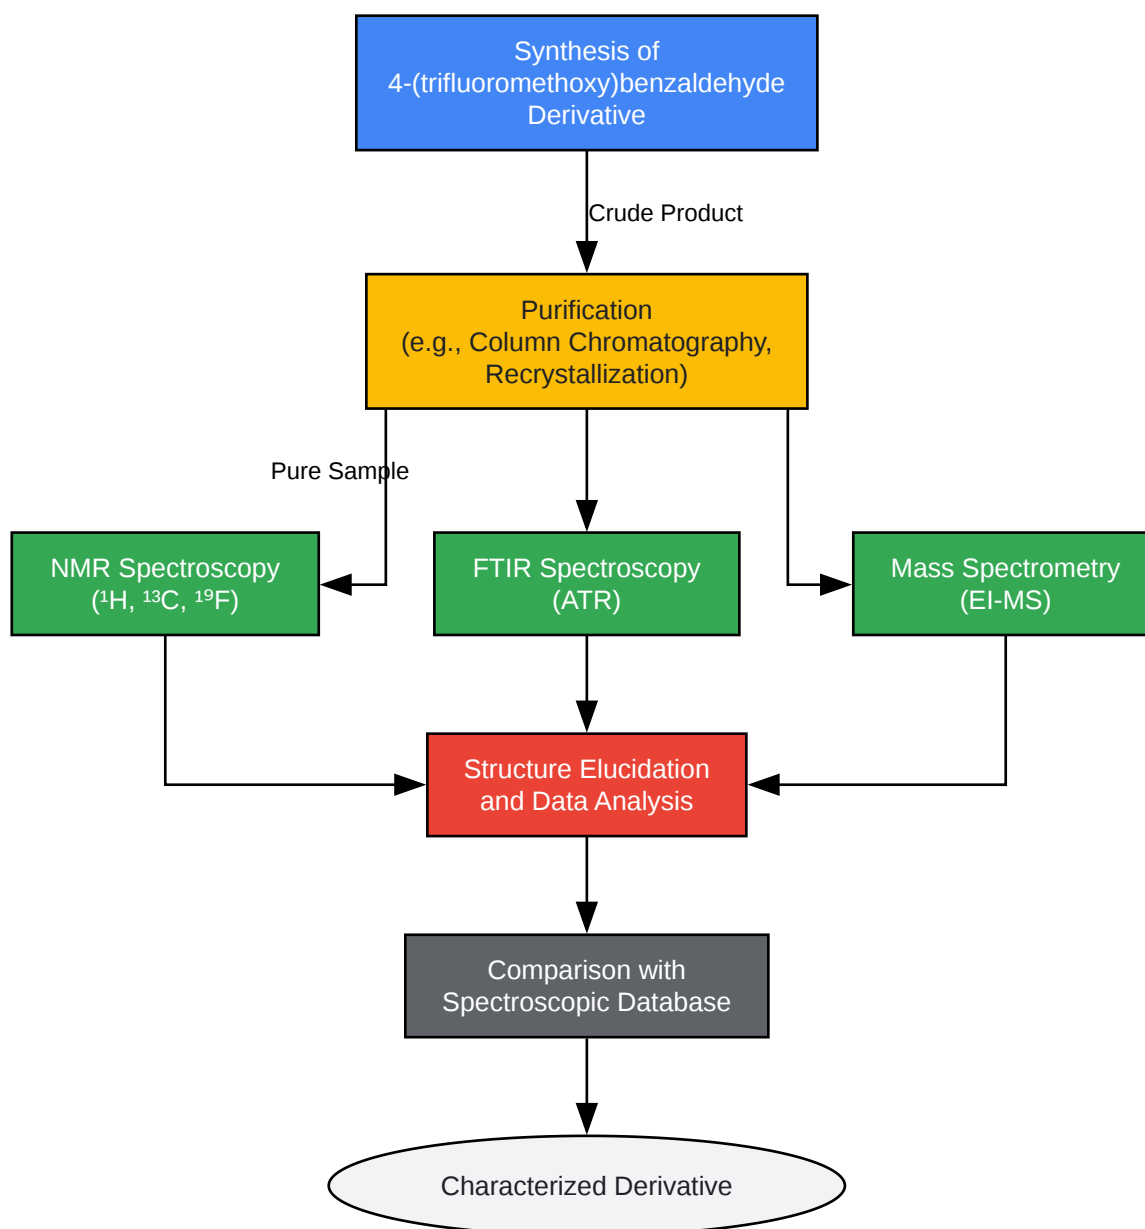 Synthesis of
4-(trifluoromethoxy)benzaldehyde
Derivative
Crude Product
Purification
(e.g., Column Chromatography,
Recrystallization)
Pure Sample
NMR Spectroscopy
(¹H, ¹³C, ¹⁹F)
FTIR Spectroscopy
(ATR)
Mass Spectrometry
(EI-MS)
Structure Elucidation
and Data Analysis
Comparison with
Spectroscopic Database
Characterized Derivative